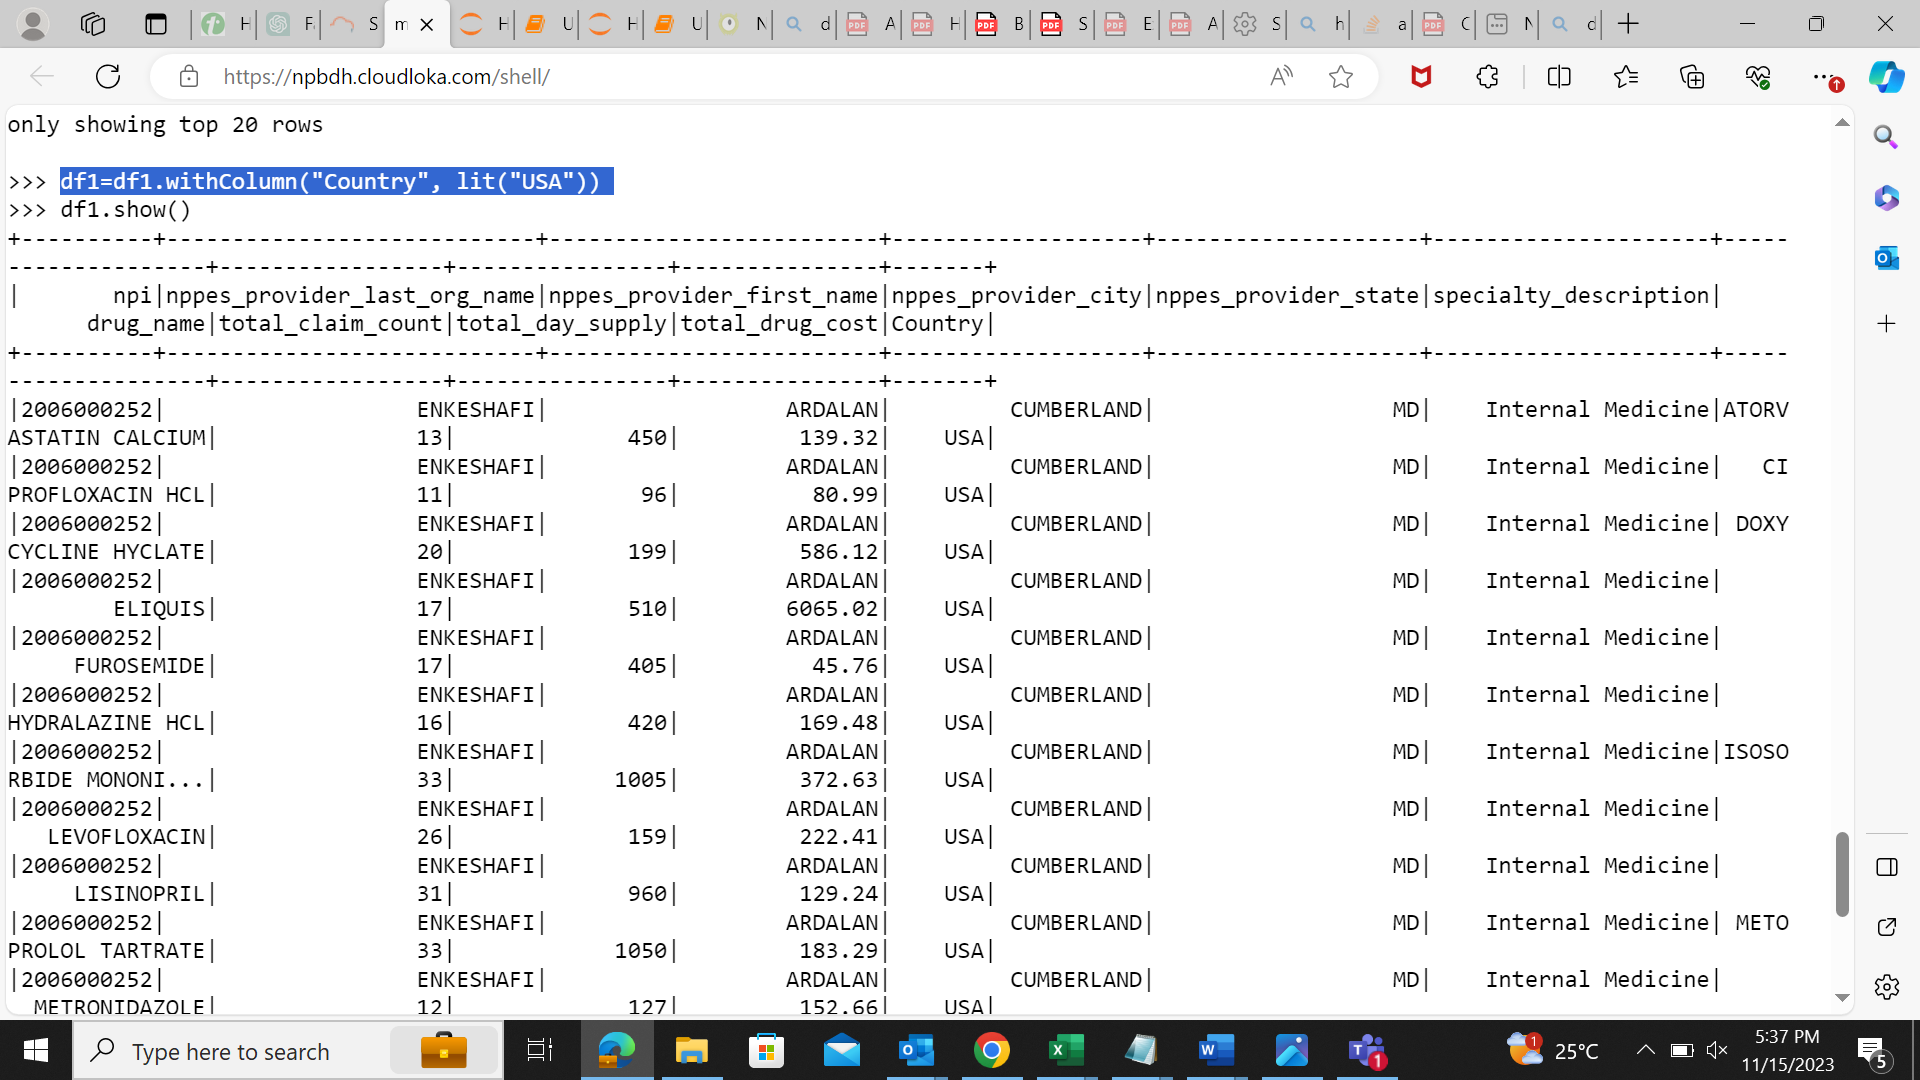 H
F
S
m
H
U
H
U
N
d
A
H
B
S
E
A
S
h
a
C
N
d
https://npbdh.cloudloka.com/shell/
only showing top 20 rows
>>> df1=df1.withColumn("Country", lit("USA"))
>>> df1.show()
+----------+----------------------------+-------------------------+-------------------+--------------------+---------------------+-----
---------------+-----------------+----------------+---------------+-------+
|       npi|nppes_provider_last_org_name|nppes_provider_first_name|nppes_provider_city|nppes_provider_state|specialty_description|
      drug_name|total_claim_count|total_day_supply|total_drug_cost|Country|
+----------+----------------------------+-------------------------+-------------------+--------------------+---------------------+-----
---------------+-----------------+----------------+---------------+-------+
|2006000252|                   ENKESHAFI|                  ARDALAN|         CUMBERLAND|                  MD|    Internal Medicine|ATORV
ASTATIN CALCIUM|               13|             450|         139.32|    USA|
|2006000252|                   ENKESHAFI|                  ARDALAN|         CUMBERLAND|                  MD|    Internal Medicine|   CI
PROFLOXACIN HCL|               11|              96|          80.99|    USA|
|2006000252|                   ENKESHAFI|                  ARDALAN|         CUMBERLAND|                  MD|    Internal Medicine| DOXY
CYCLINE HYCLATE|               20|             199|         586.12|    USA|
|2006000252|                   ENKESHAFI|                  ARDALAN|         CUMBERLAND|                  MD|    Internal Medicine|
        ELIQUIS|               17|             510|        6065.02|    USA|
|2006000252|                   ENKESHAFI|                  ARDALAN|         CUMBERLAND|                  MD|    Internal Medicine|
     FUROSEMIDE|               17|             405|          45.76|    USA|
|2006000252|                   ENKESHAFI|                  ARDALAN|         CUMBERLAND|                  MD|    Internal Medicine|
HYDRALAZINE HCL|               16|             420|         169.48|    USA|
|2006000252|                   ENKESHAFI|                  ARDALAN|         CUMBERLAND|                  MD|    Internal Medicine|ISOSO
RBIDE MONONI...|               33|            1005|         372.63|    USA|
|2006000252|                   ENKESHAFI|                  ARDALAN|         CUMBERLAND|                  MD|    Internal Medicine|
   LEVOFLOXACIN|               26|             159|         222.41|    USA|
|2006000252|                   ENKESHAFI|                  ARDALAN|         CUMBERLAND|                  MD|    Internal Medicine|
     LISINOPRIL|               31|             960|         129.24|    USA|
|2006000252|                   ENKESHAFI|                  ARDALAN|         CUMBERLAND|                  MD|    Internal Medicine| METO
PROLOL TARTRATE|               33|            1050|         183.29|    USA|
|2006000252|                   ENKESHAFI|                  ARDALAN|         CUMBERLAND|                  MD|    Internal Medicine|
  METRONIDAZOLE|               12|             127|         152.66|    USA|
Type here to search
1
1
25°C
5:37 PM
11/15/2023
5